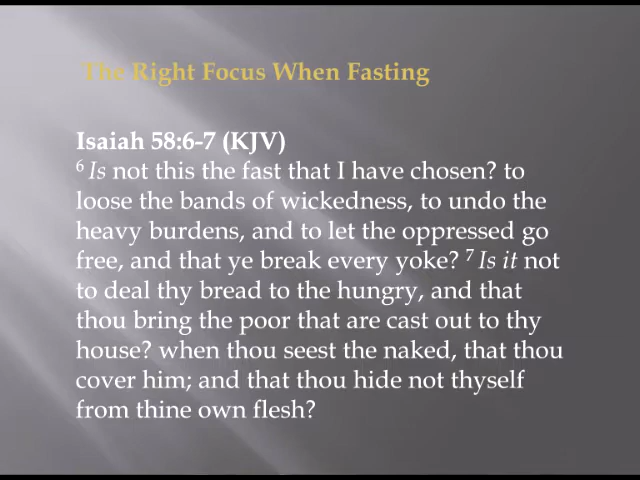 The Right Focus When Fasting
Isaiah 58:6-7 (KJV)
6 Is not this the fast that I have chosen? to
loose the bands of wickedness, to undo the
heavy burdens, and to let the oppressed go
free, and that ye break every yoke? 7 Is it not
to deal thy bread to the hungry, and that
thou bring the poor that are cast out to thy
house? when thou seest the naked, that thou
cover him; and that thou hide not thyself
from thine own flesh?